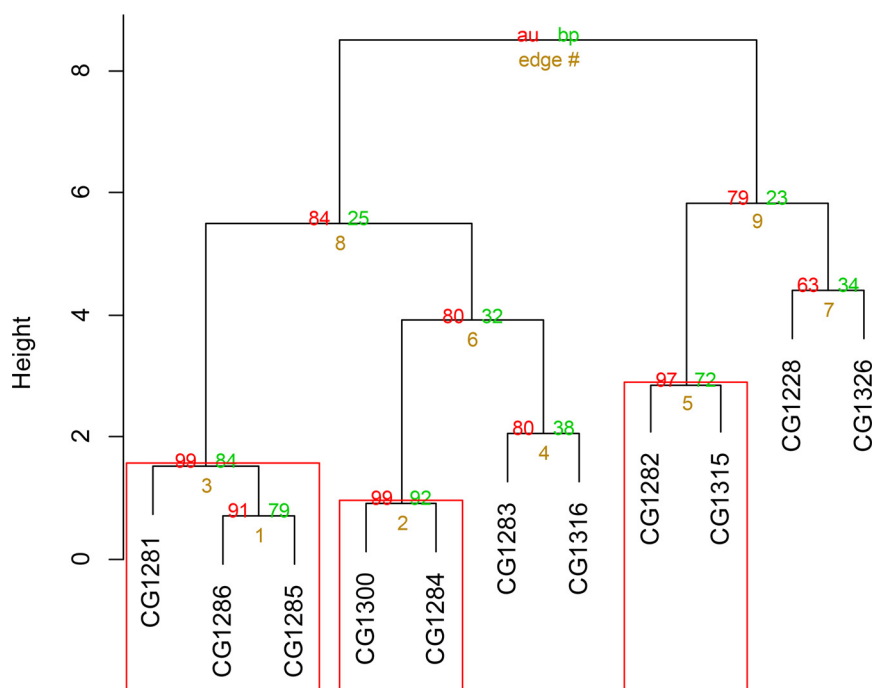 au bp
edge #
8
79 23
6
84 25
9
8
63 34
4
80 32
7
6
97 72
5
80 38
2
4
99 84
3
99 92
91 79
2
1
0
Height
CG1281
CG1286
CG1285
CG1300
CG1284
CG1283
CG1316
CG1282
CG1315
CG1228
CG1326